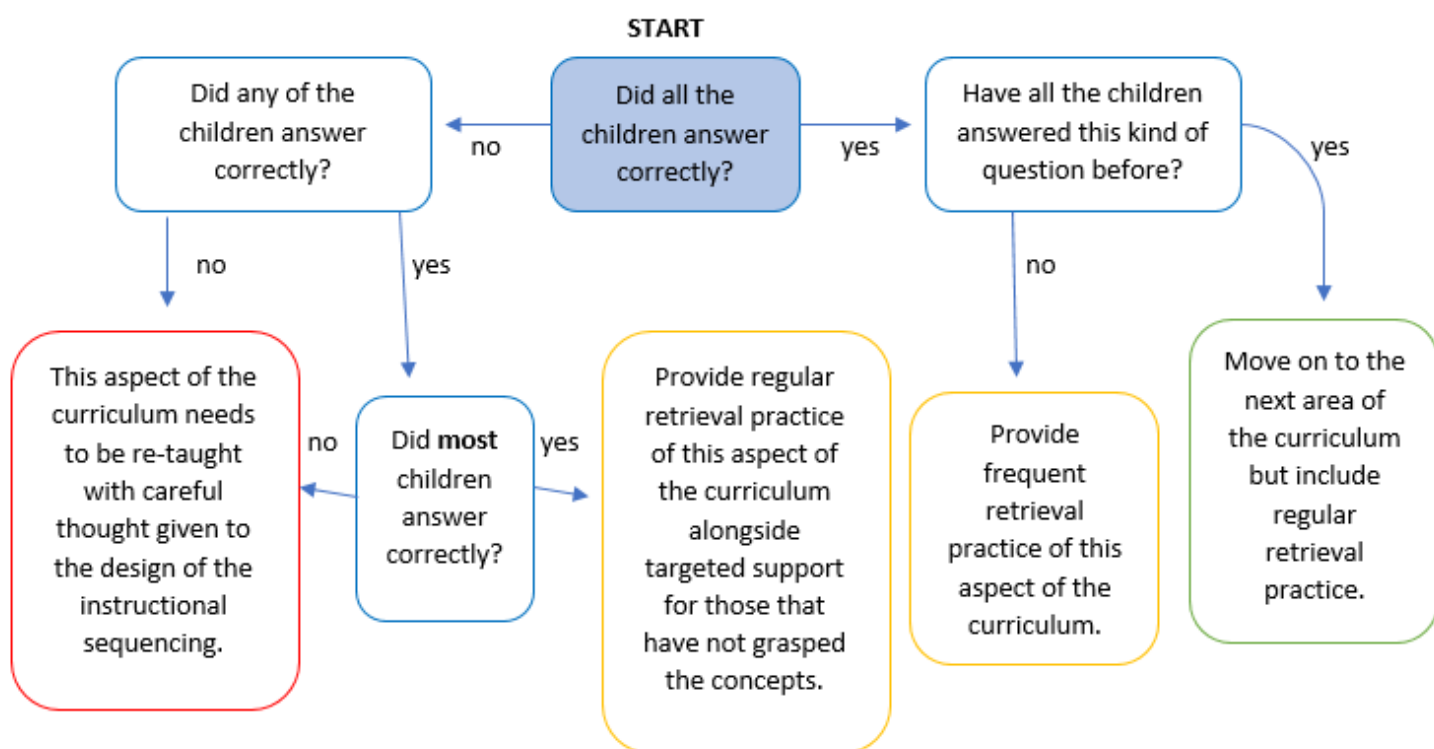 START
Did any of the
children answer
correctly?
Did all the
children answer
correctly?
Have all the children
answered this kind of
question before?
no
yes
yes
no
yes
no
This aspect of the
curriculum needs
to be re-taught
with careful
thought given to
the design of the
instructional
sequencing.
no
Did most
children
answer
correctly?
yes
Provide regular
retrieval practice
of this aspect of
the curriculum
alongside
targeted support
for those that
have not grasped
the concepts.
Provide
frequent
retrieval
practice of this
aspect of the
curriculum.
Move on to the
next area of
the curriculum
but include
regular
retrieval
practice.